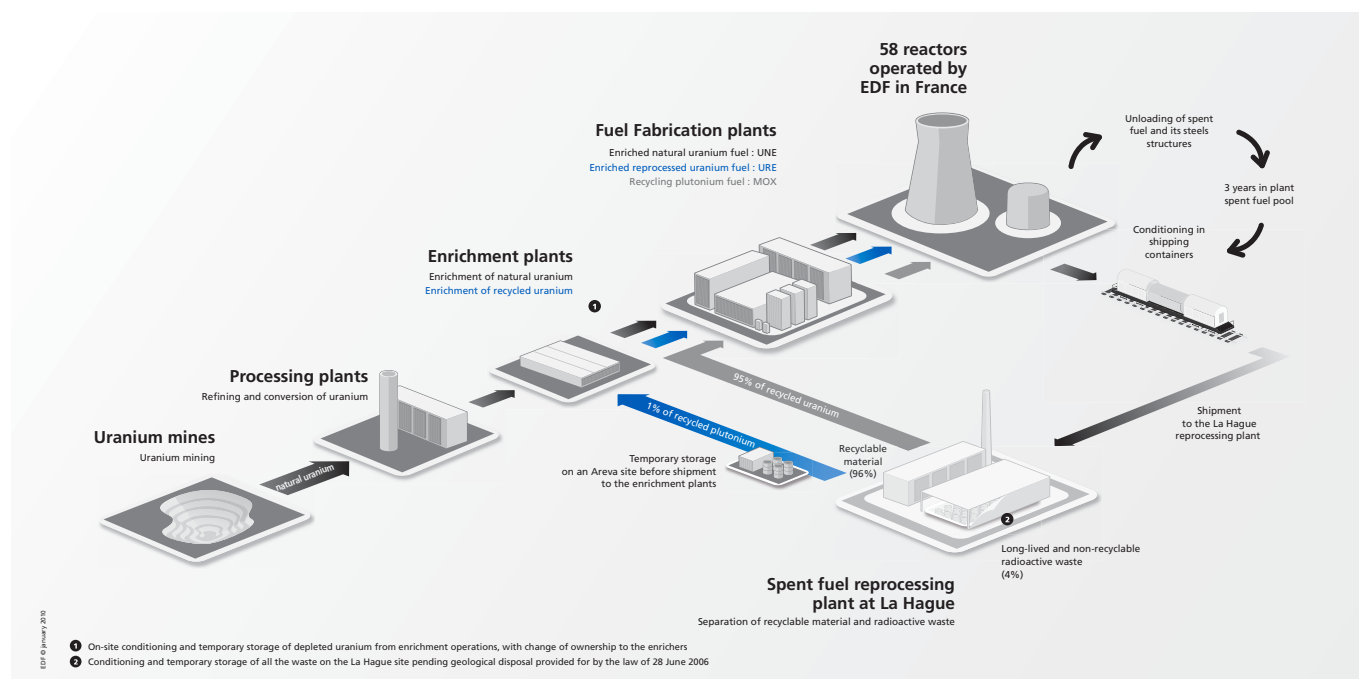 58 reactors
operated by
EDF in France
Unloading of spent
fuel and its steels
structures
3 years in plant
spent fuel pool
Conditioning in
shipping
containers
Fuel Fabrication plants
Enriched natural uranium fuel : UNE
Enriched reprocessed uranium fuel : URE
Recycling plutonium fuel : MOX
Enrichment plants
Enrichment of natural uranium
Enrichment of recycled uranium
1
Processing plants
Refining and conversion of uranium
Uranium mines
Uranium mining
natural uranium
95% of recycled uranium
1% of recycled plutonium
Shipment
to the La Hague
reprocessing plant
Recyclable
material
(96%)
Temporary storage
on an Areva site before shipment
to the enrichment plants
2
Long-lived and non-recyclable
radioactive waste
(4%)
Spent fuel reprocessing
plant at La Hague
Separation of recyclable material and radioactive waste
EDF © january 2010
1 On-site conditioning and temporary storage of depleted uranium from enrichment operations, with change of ownership to the enrichers
2 Conditioning and temporary storage of all the waste on the La Hague site pending geological disposal provided for by the law of 28 June 2006